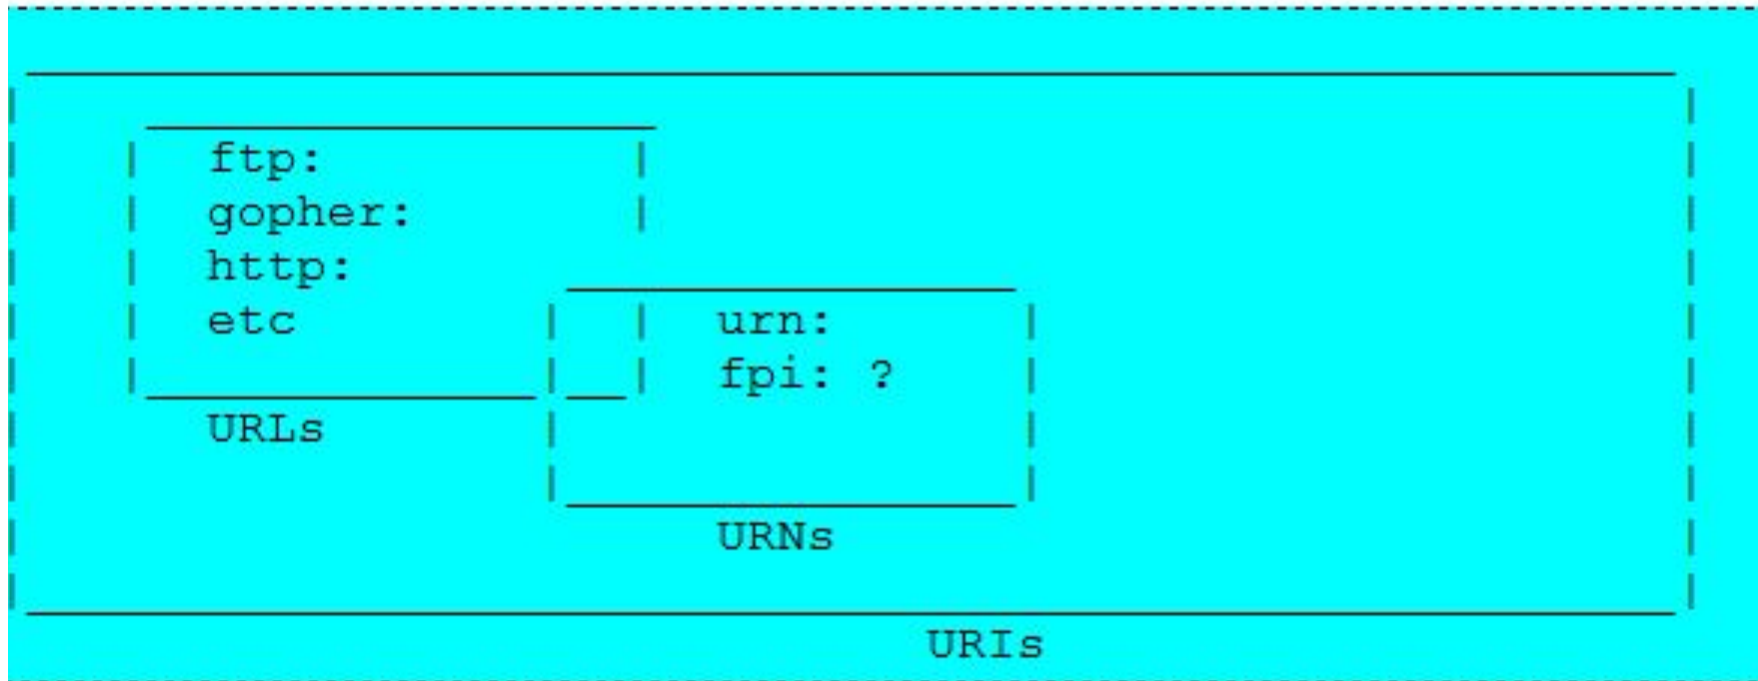 ftp:
gopher:
http:
etc urn:
fpi: ?
URLs
URNs
URIs